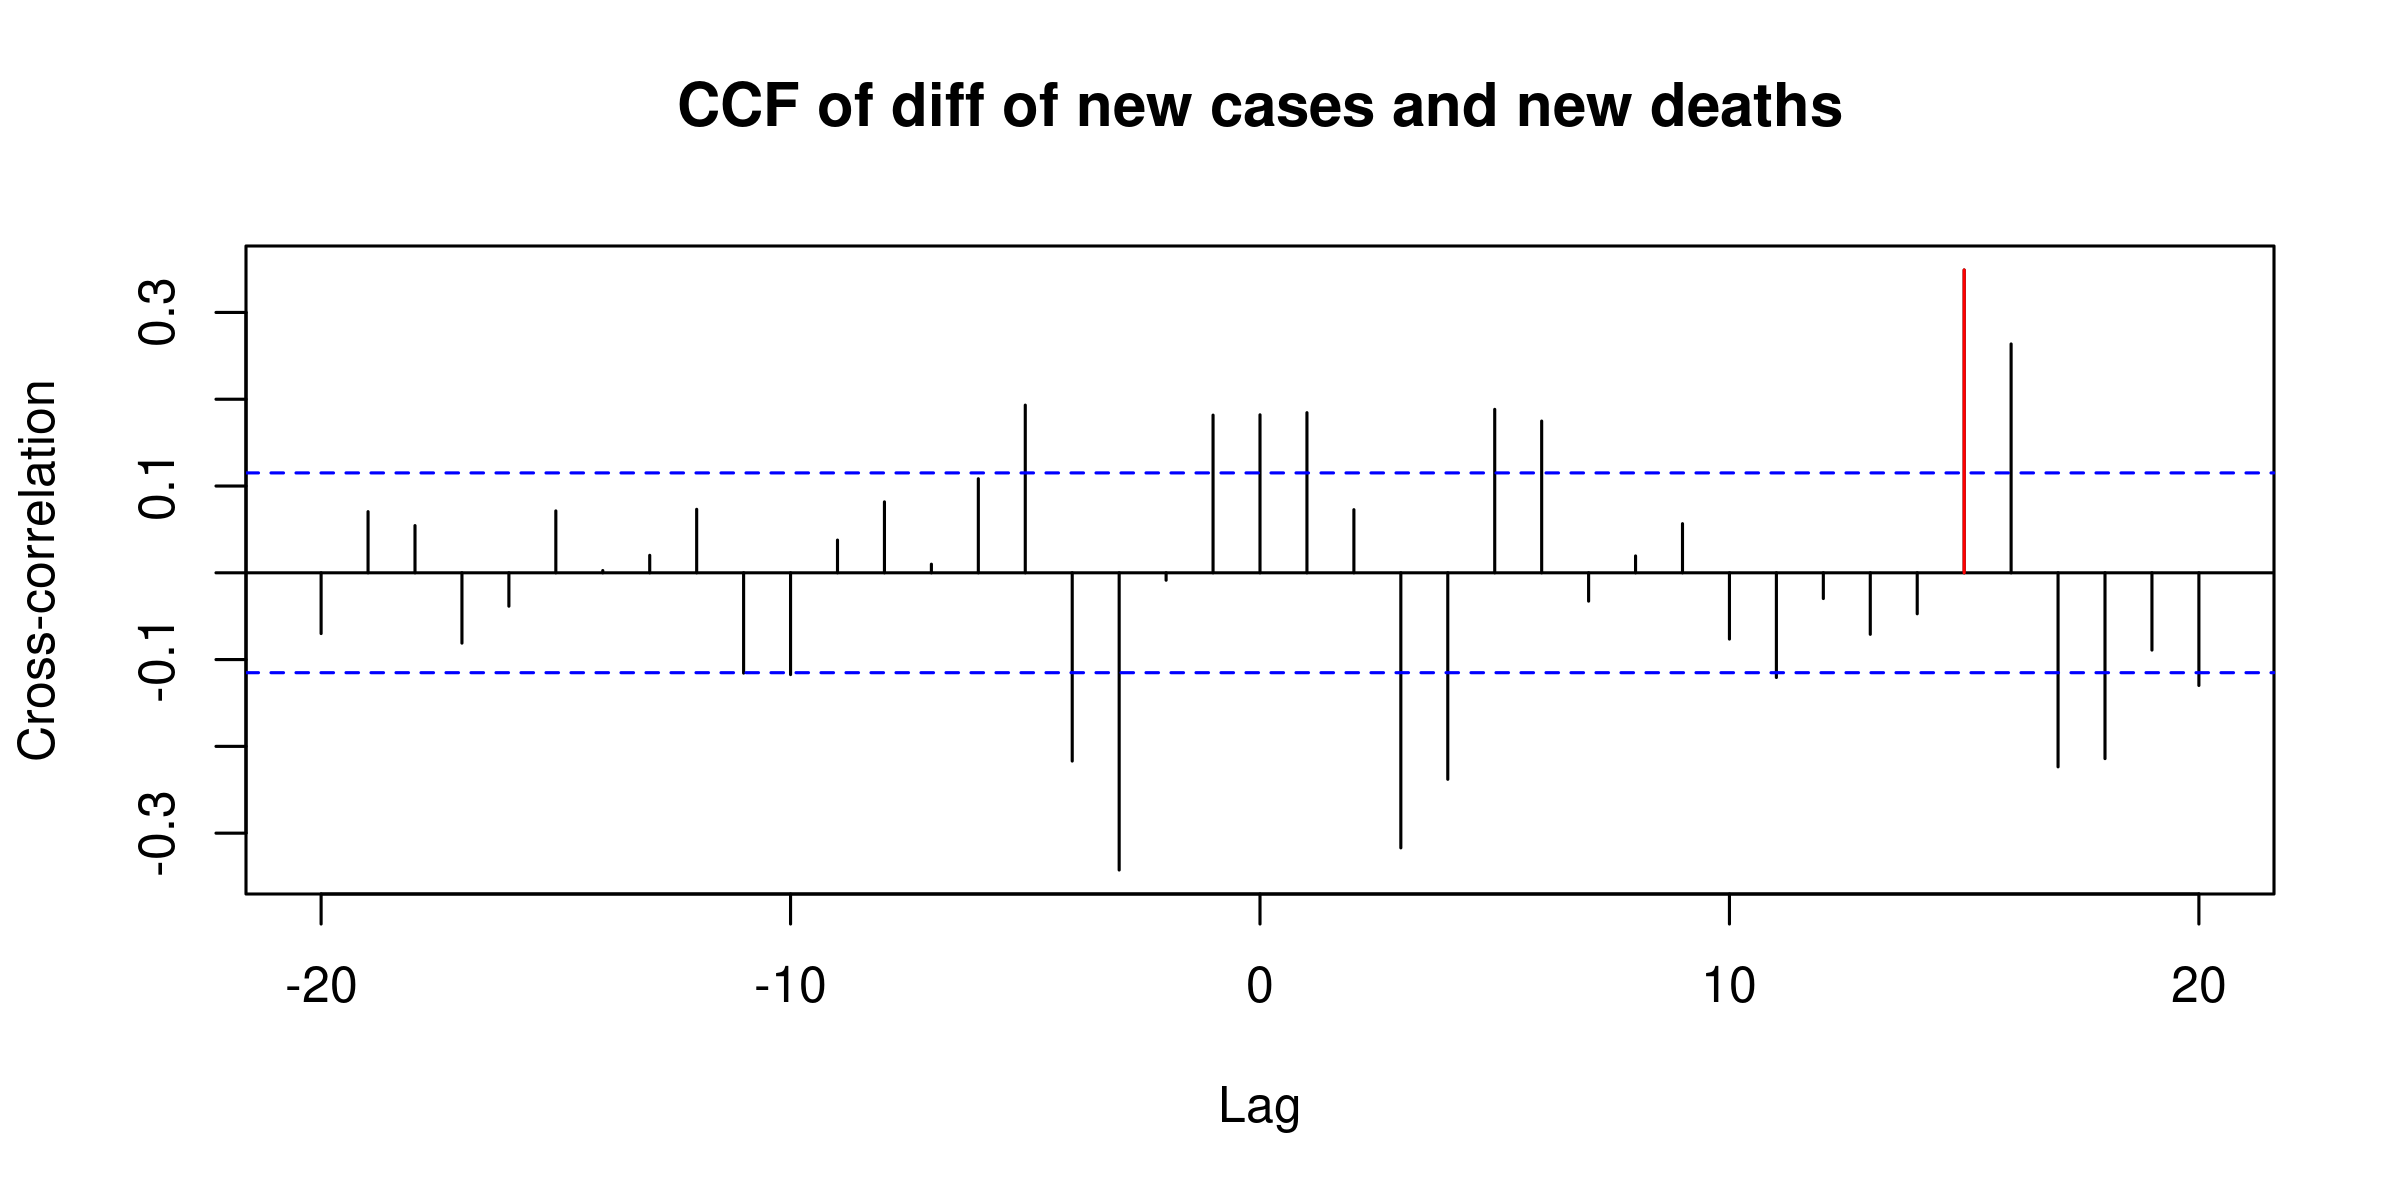 CCF of diff of new cases and new deaths
Cross-correlation
0.3
0.1
-0.1
-0.3
-20 -10 0 10 20
Lag